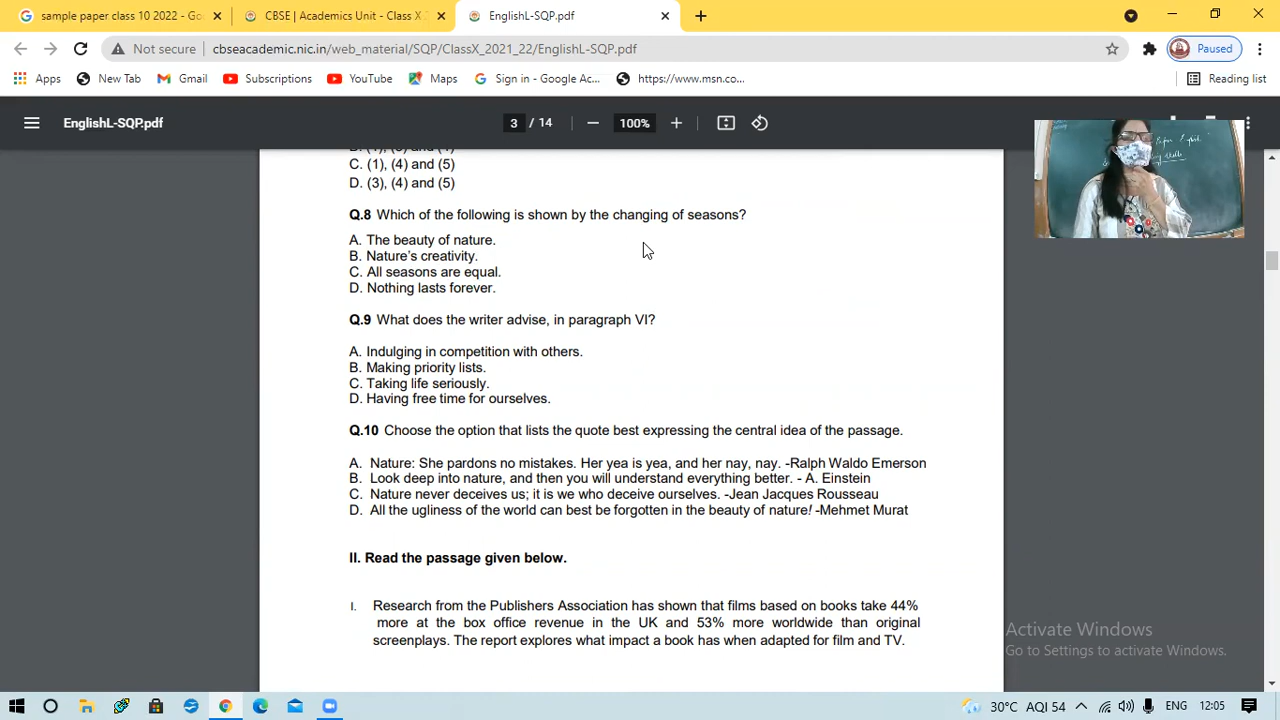 sample paper class 10 2022 - Go
CBSE | Academics Unit - Class X
EnglishL-SQP.pdf
Not secure
cbseacademic.nic.in/web_material/SQP/ClassX_2021_22/EnglishL-SQP.pdf
Paused
Apps
New Tab
Gmail
Subscriptions
YouTube
Maps
Sign in - Google Ac...
https://www.msn.co...
Reading list
EnglishL-SQP.pdf
3 / 14
100%
C. (1), (4) and (5)
D. (3), (4) and (5)
Q.8 Which of the following is shown by the changing of seasons?
A. The beauty of nature.
B. Nature's creativity.
C. All seasons are equal.
D. Nothing lasts forever.
Q.9 What does the writer advise, in paragraph VI?
A. Indulging in competition with others.
B. Making priority lists.
C. Taking life seriously.
D. Having free time for ourselves.
Q.10 Choose the option that lists the quote best expressing the central idea of the passage.
A. Nature: She pardons no mistakes. Her yea is yea, and her nay, nay. -Ralph Waldo Emerson
B. Look deep into nature, and then you will understand everything better. - A. Einstein
C. Nature never deceives us; it is we who deceive ourselves. -Jean Jacques Rousseau
D. All the ugliness of the world can best be forgotten in the beauty of nature! -Mehmet Murat
II. Read the passage given below.
I. Research from the Publishers Association has shown that films based on books take 44%
more at the box office revenue in the UK and 53% more worldwide than original
screenplays. The report explores what impact a book has when adapted for film and TV.
Activate Windows
Go to Settings to activate Windows.
30°C AQI 54
ENG
12:05